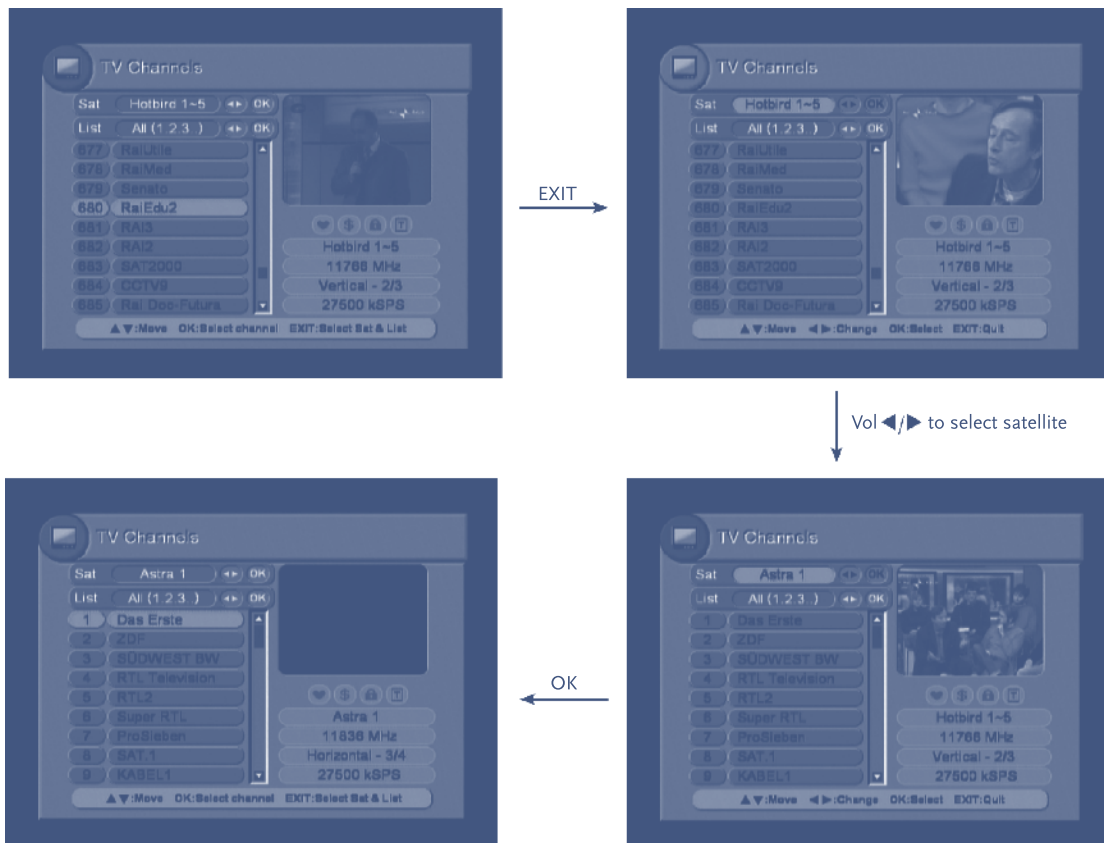 TV Channels
Sat Hotbird 1~5 OK
List All (1 2 3 ) OK
677 RaiUtile
678 RaiMed
679 Senato
680 RaiEdu2
681 RAI3
682 RAI2
683 SAT2000
684 CCTV9
685 Rai Doc-Futura
Hotbird 1~5
11766 MHz
Vertical - 2/3
27500 kSPS
▲▼:Move OK:Select channel EXIT:Select Sat & List
EXIT
TV Channels
Sat Hotbird 1~5 OK
List All (1 2 3 ) OK
677 RaiUtile
678 RaiMed
679 Senato
680 RaiEdu2
681 RAI3
682 RAI2
683 SAT2000
684 CCTV9
685 Rai Doc-Futura
Hotbird 1~5
11766 MHz
Vertical - 2/3
27500 kSPS
▲▼:Move ◀▶:Change OK:Select EXIT:Quit
Vol ◀/▶ to select satellite
TV Channels
Sat Astra 1 OK
List All (1.2.3..) OK
1 Das Erste
2 ZDF
3 SÜDWEST BW
4 RTL Television
5 RTL2
6 Super RTL
7 ProSieben
8 SAT.1
9 KABEL1
Hotbird 1~5
11766 MHz
Vertical - 2/3
27500 kSPS
▲▼:Move ◀▶:Change OK:Select EXIT:Quit
OK
TV Channels
Sat Astra 1 OK
List All (1.2.3..) OK
1 Das Erste
2 ZDF
3 SÜDWEST BW
4 RTL Television
5 RTL2
6 Super RTL
7 ProSieben
8 SAT.1
9 KABEL1
Astra 1
11836 MHz
Horizontal - 3/4
27500 kSPS
▲▼:Move OK:Select channel EXIT:Select Sat & List